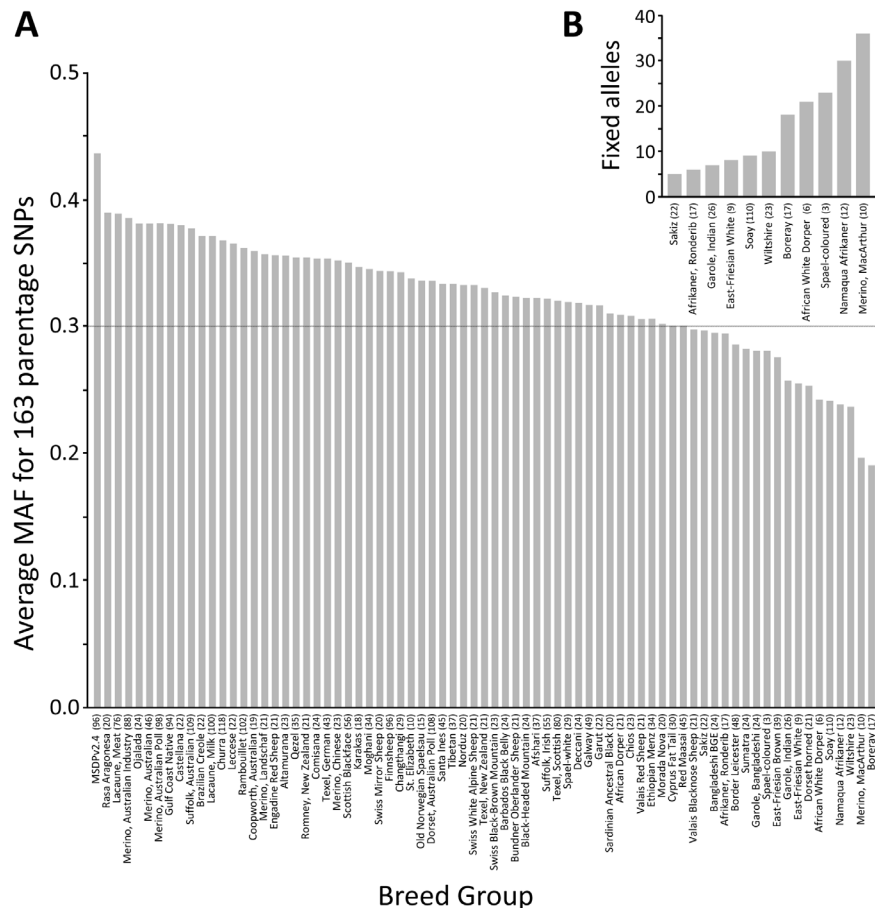 A
B
Average MAF for 163 parentage SNPs
0.5
0.4
0.3
0.2
0.1
0.0
Fixed alleles
40
30
20
10
0
Sakiz (22)
Afrikaner, Ronderib (17)
Garole, Indian (26)
East-Friesian White (9)
Soay (110)
Wiltshire (23)
Boreray (17)
African White Dorper (6)
Spael-coloured (3)
Namaqua Afrikaner (12)
Merino, MacArthur (10)
MSDPv2.4 (96)
Rasa Aragonesa (20)
Lacaune, Meat (76)
Merino, Australian Industry (88)
Ojalada (24)
Merino, Australian (46)
Merino, Australian Poll (98)
Gulf Coast Native (94)
Castellana (22)
Suffolk, Australian (109)
Brazilian Creole (22)
Lacaune, Milk (100)
Churra (118)
Leccese (22)
Rambouillet (102)
Coopworth, Australian (19)
Merino, Landschaf (21)
Engadine Red Sheep (21)
Altamurana (23)
Qezel (35)
Romney, New Zealand (21)
Comisana (24)
Texel, German (43)
Merino, Chinese (23)
Scottish Blackface (56)
Karakas (18)
Moghani (34)
Swiss Mirror Sheep (20)
Finnsheep (96)
Changthangi (29)
St. Elizabeth (10)
Old Norwegian Spaelsau (15)
Dorset, Australian Poll (108)
Santa Ines (45)
Tibetan (37)
Norduz (20)
Swiss White Alpine Sheep (21)
Texel, New Zealand (21)
Swiss Black-Brown Mountain (23)
Barbados Black Belly (24)
Bundner Oberlander Sheep (21)
Black-Headed Mountain (24)
Afshari (37)
Suffolk, Irish (55)
Texel, Scottish (80)
Spael-white (29)
Deccani (24)
Galway (49)
Garut (22)
Sardinian Ancestral Black (20)
African Dorper (21)
Chios (23)
Valais Red Sheep (21)
Ethiopian Menz (34)
Morada Nova (20)
Cyprus Fat Tail (30)
Red Maasai (45)
Valais Blacknose Sheep (21)
Sakiz (22)
Bangladeshi BGE (24)
Afrikaner, Ronderib (17)
Border Leicester (48)
Sumatra (24)
Garole, Bangladeshi (24)
Spael-coloured (3)
East-Friesian Brown (39)
Garole, Indian (26)
East-Friesian White (9)
Dorset horned (21)
African White Dorper (6)
Soay (110)
Namaqua Afrikaner (12)
Wiltshire (23)
Merino, MacArthur (10)
Boreray (17)
Breed Group